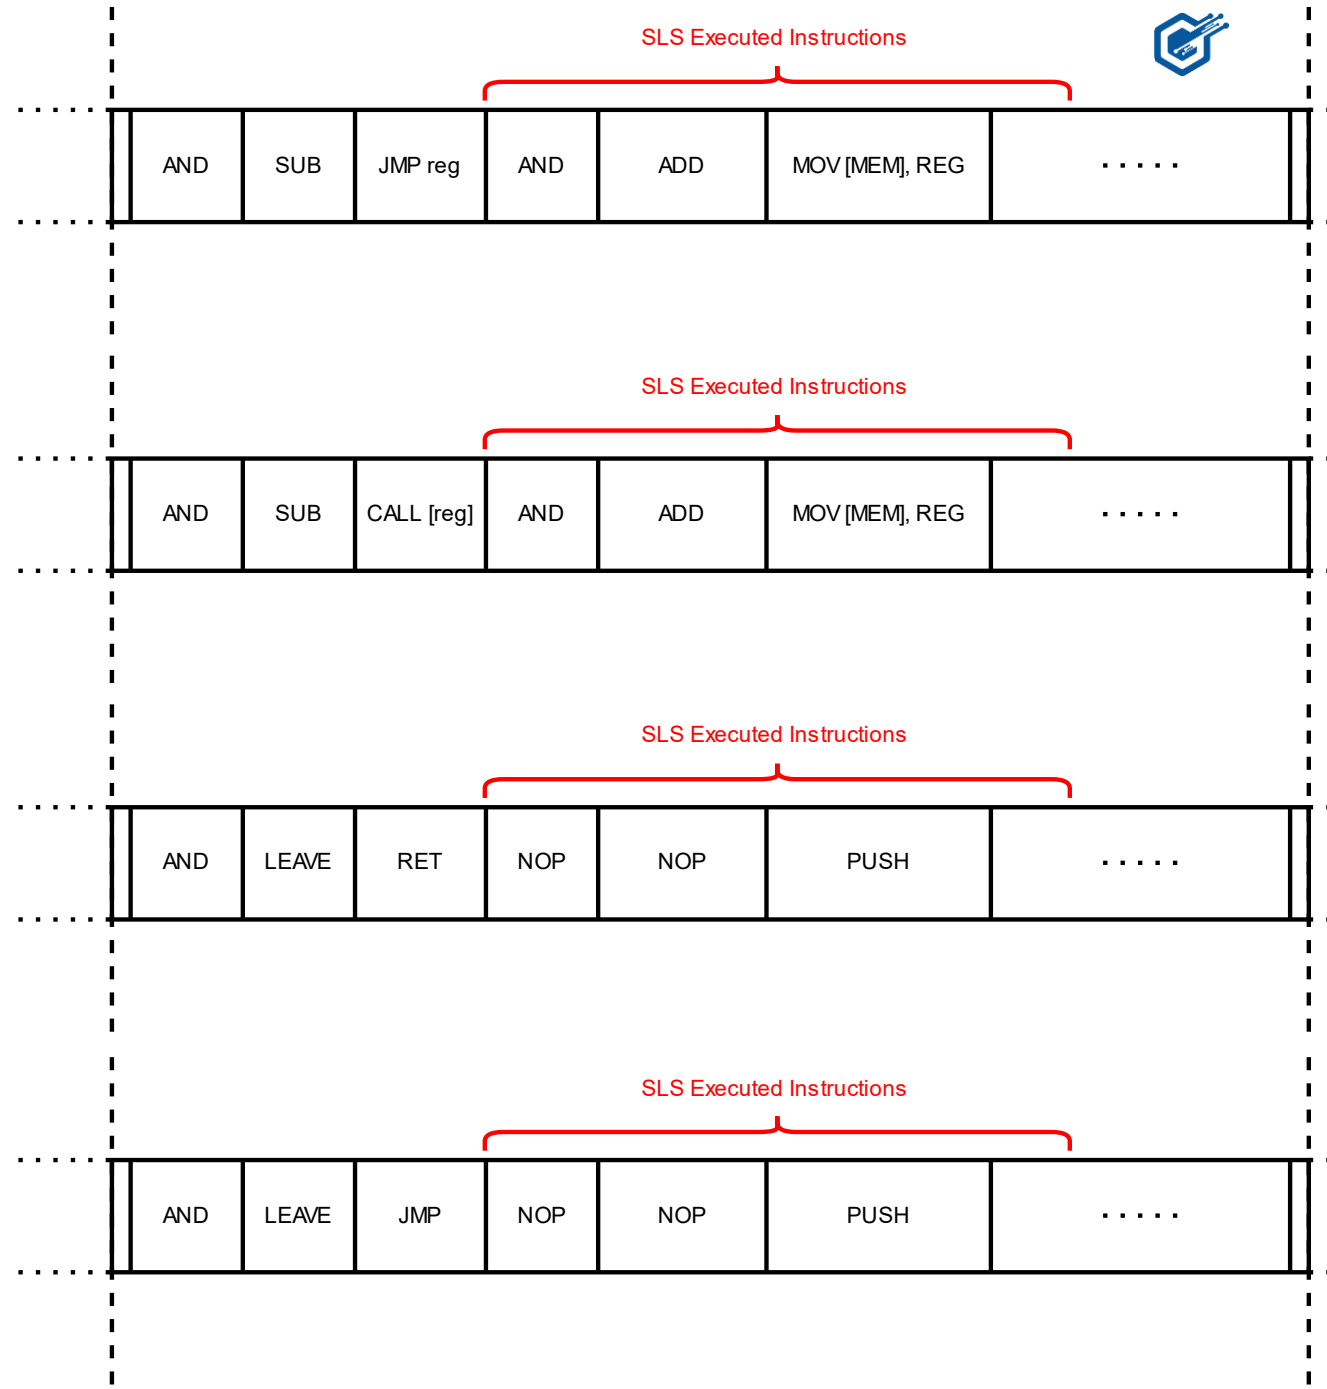 SLS Executed Instructions
AND SUB JMP reg AND ADD MOV [MEM], REG . . . . .
SLS Executed Instructions
AND SUB CALL [reg] AND ADD MOV [MEM], REG . . . . .
SLS Executed Instructions
AND LEAVE RET NOP NOP PUSH . . . . .
SLS Executed Instructions
AND LEAVE JMP NOP NOP PUSH . . . . .